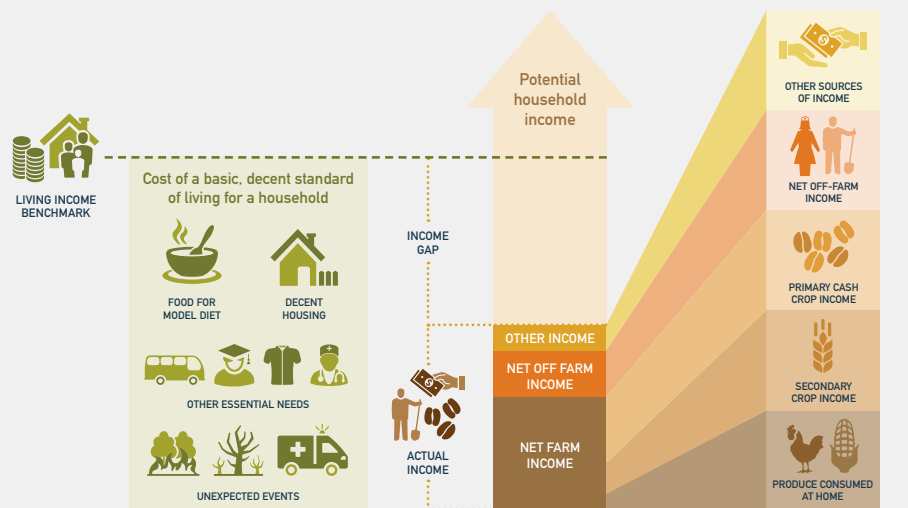 LIVING INCOME
BENCHMARK
Cost of a basic, decent standard
of living for a household
FOOD FOR
MODEL DIET
DECENT
HOUSING
OTHER ESSENTIAL NEEDS
UNEXPECTED EVENTS
INCOME
GAP
ACTUAL
INCOME
Potential
household
income
OTHER INCOME
NET OFF FARM
INCOME
NET FARM
INCOME
OTHER SOURCES
OF INCOME
NET OFF-FARM
INCOME
PRIMARY CASH
CROP INCOME
SECONDARY
CROP INCOME
PRODUCE CONSUMED
AT HOME